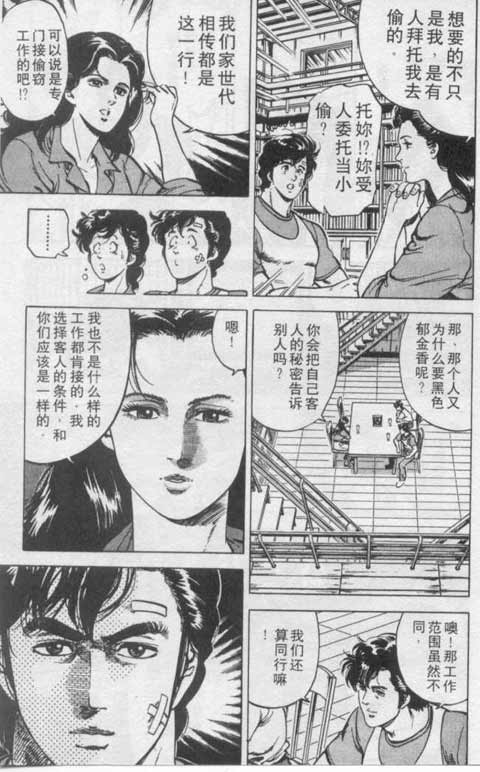 想要的不只
是我，是有
人拜托我去
偷的．
托妳!?妳受
人委托当小
偷？
我们家世代
相传都是
这一行！
可以说是专
门接偷窃
工作的吧!?
………
那．那个人又
为什么要黑色
郁金香呢？
你会把自己客
人的秘密告诉
别人吗？
嗯！
我也不是什么样的
工作都肯接的．我
选择客人的条件，和
你们应该是一样的．
噢！那工作
范围虽然不
同，
我们还
算同行嘛
！